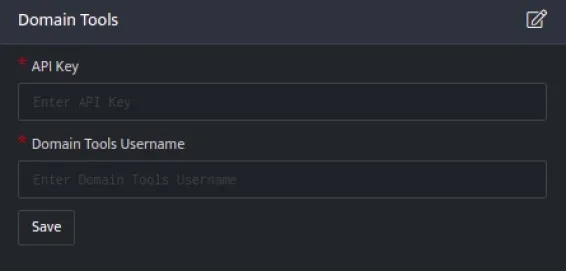 Domain Tools
* API Key
Enter API Key
* Domain Tools Username
Enter Domain Tools Username
Save